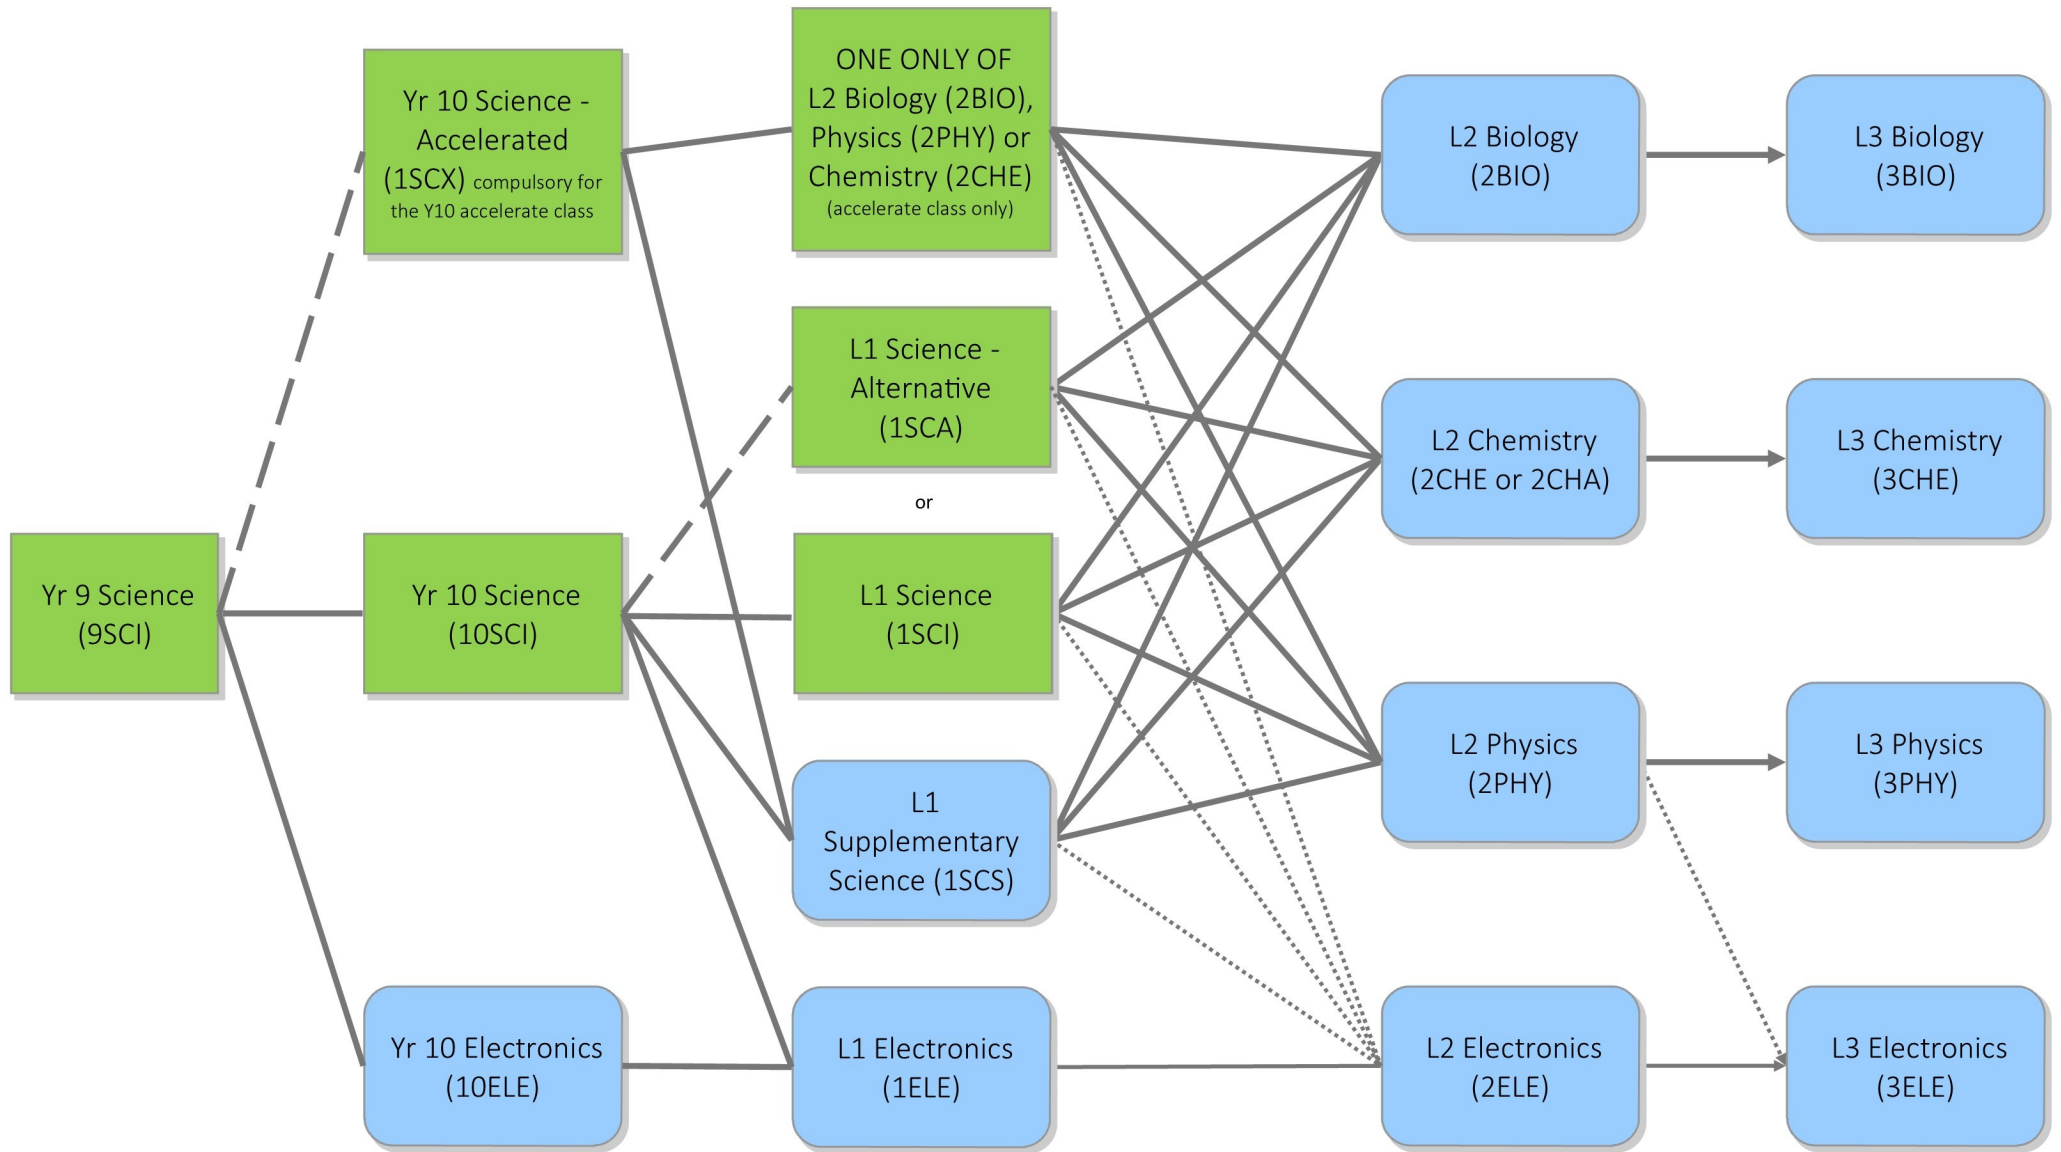 Yr 9 Science
(9SCI)
Yr 10 Science -
Accelerated
(1SCX) compulsory for
the Y10 accelerate class
Yr 10 Science
(10SCI)
Yr 10 Electronics
(10ELE)
ONE ONLY OF
L2 Biology (2BIO),
Physics (2PHY) or
Chemistry (2CHE)
(accelerate class only)
L1 Science -
Alternative
(1SCA)
or
L1 Science
(1SCI)
L1
Supplementary
Science (1SCS)
L1 Electronics
(1ELE)
L2 Biology
(2BIO)
L2 Chemistry
(2CHE or 2CHA)
L2 Physics
(2PHY)
L2 Electronics
(2ELE)
L3 Biology
(3BIO)
L3 Chemistry
(3CHE)
L3 Physics
(3PHY)
L3 Electronics
(3ELE)